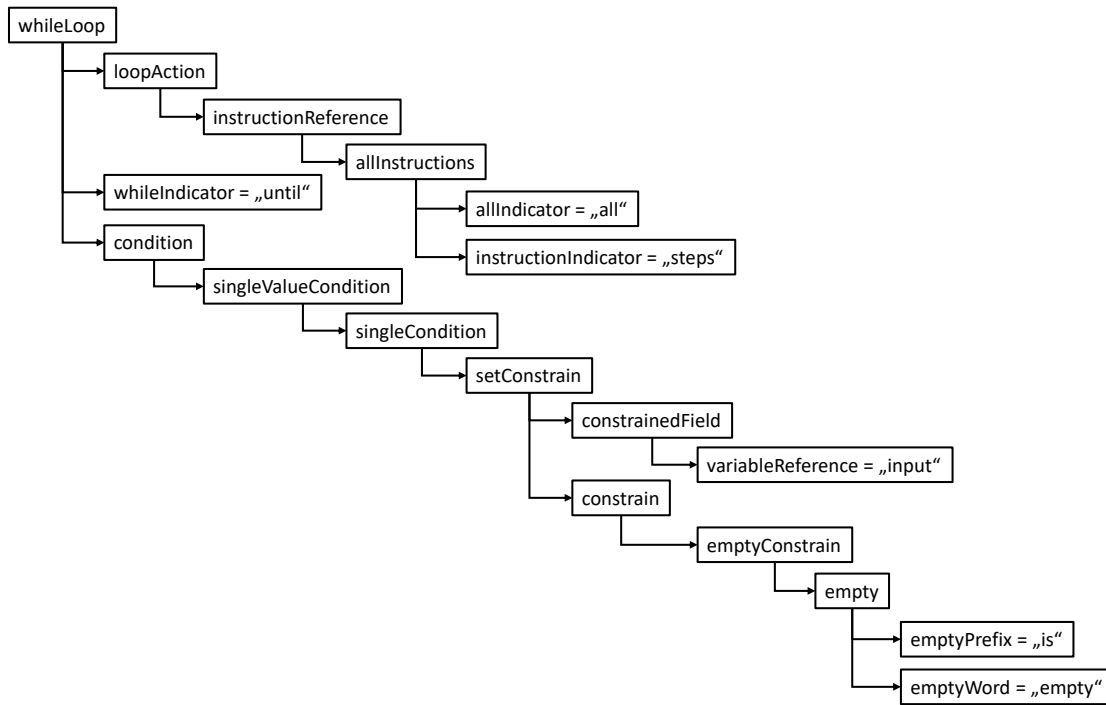 whileLoop
loopAction
instructionReference
allInstructions
whileIndicator = „until“
allIndicator = „all“
condition
instructionIndicator = „steps“
singleValueCondition
singleCondition
setConstrain
constrainedField
variableReference = „input“
constrain
emptyConstrain
empty
emptyPrefix = „is“
emptyWord = „empty“